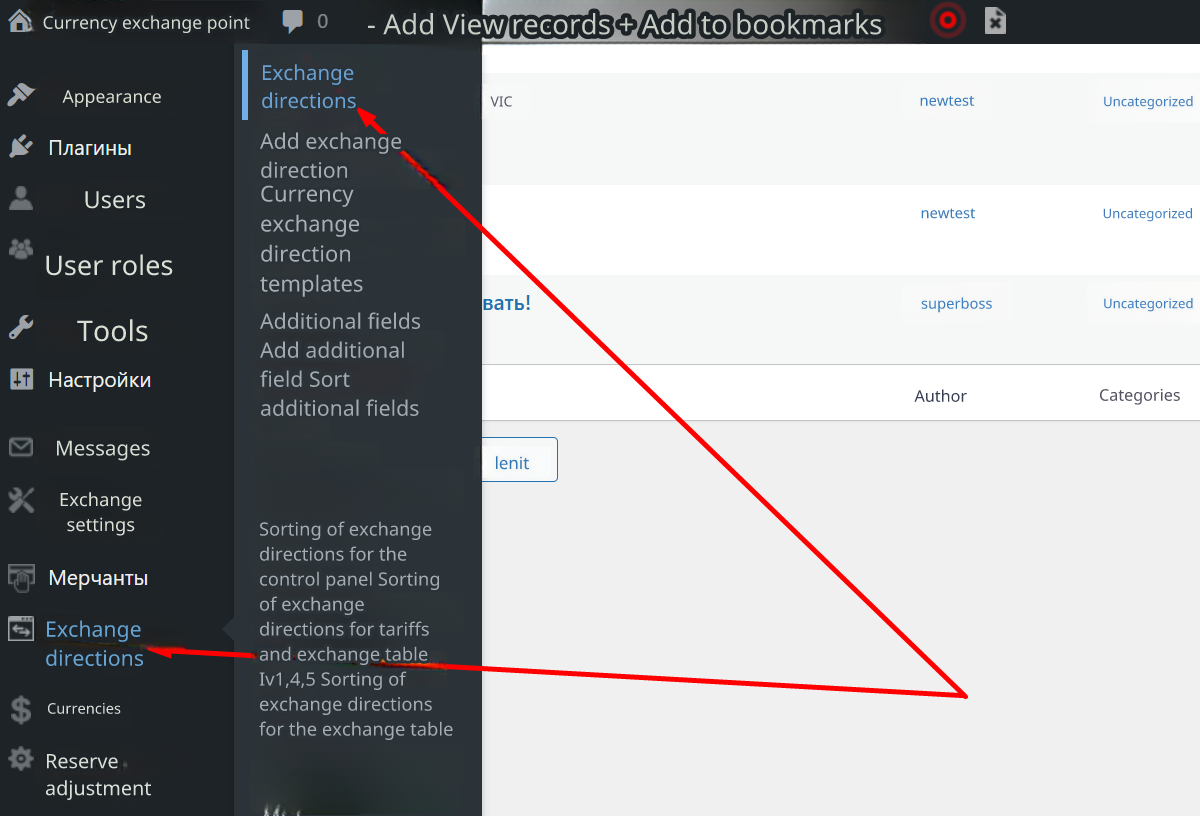 Currency exchange point
0
- Add View records + Add to bookmarks
Appearance
Плагины
Users
User roles
Tools
Настройки
Messages
Exchange
settings
Мерчанты
Exchange
directions
Currencies
Reserve
adjustment
Exchange
directions
Add exchange
direction
Currency
exchange
direction
templates
Additional fields
Add additional
field Sort
additional fields
Sorting of exchange
directions for the
control panel Sorting
of exchange
directions for tariffs
and exchange table
Iv1,4,5 Sorting of
exchange directions
for the exchange table
VIC
newtest
Uncategorized
newtest
Uncategorized
вать!
superboss
Uncategorized
Author
Categories
lenit